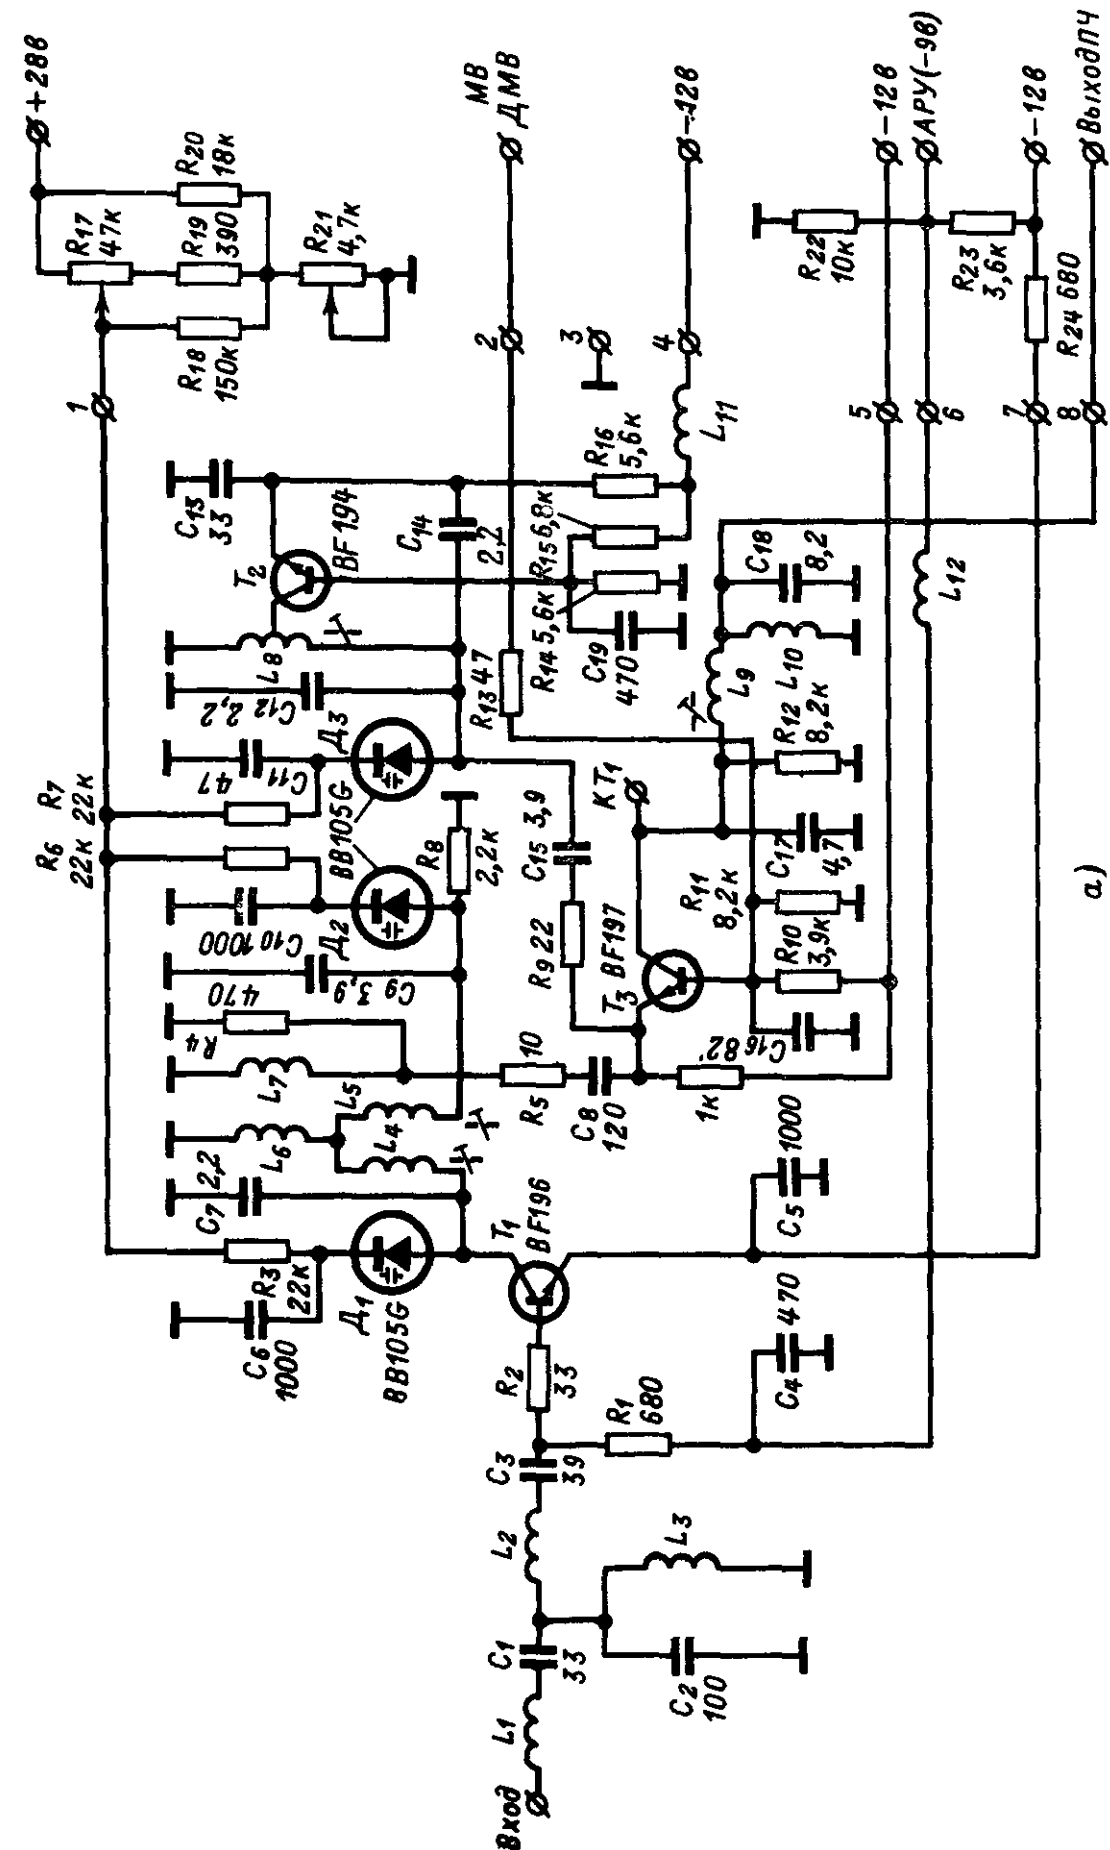 +28В
R17
47к
R20
18к
R19
390
R21
4,7к
R18
150к
1
МВ
ДМВ
2
3
-12В
4
C13
33
T2
BF194
C14
2,2
R16
5,6к
L11
R15 6,8к
R14 5,6к
C19
470
R13 47
L8
C12 2,2
Д3
C11
47
R7
22к
R6
22к
BB105G
R8
2,2к
C10 1000
Д2
C9 3,9
470
R4
L7
L5
L4
L6
C7 2,2
R3
22к
C6
1000
Д1
BB105G
T1
BF196
R5
10
C8
120
R9 22
C15 3,9
T3
BF197
КТ1
R11
8,2к
R10
3,9к
C16 82
1к
C17
4,7
R12
8,2к
L9
L10
C18
8,2
L12
5
6
7
8
-12В
АРУ(-9В)
-12В
Выход ПЧ
R22
10к
R23
3,6к
R24 680
C5
1000
C4
470
R2
33
R1
680
C3
39
L2
L3
C1
33
C2
100
L1
Вход
а)